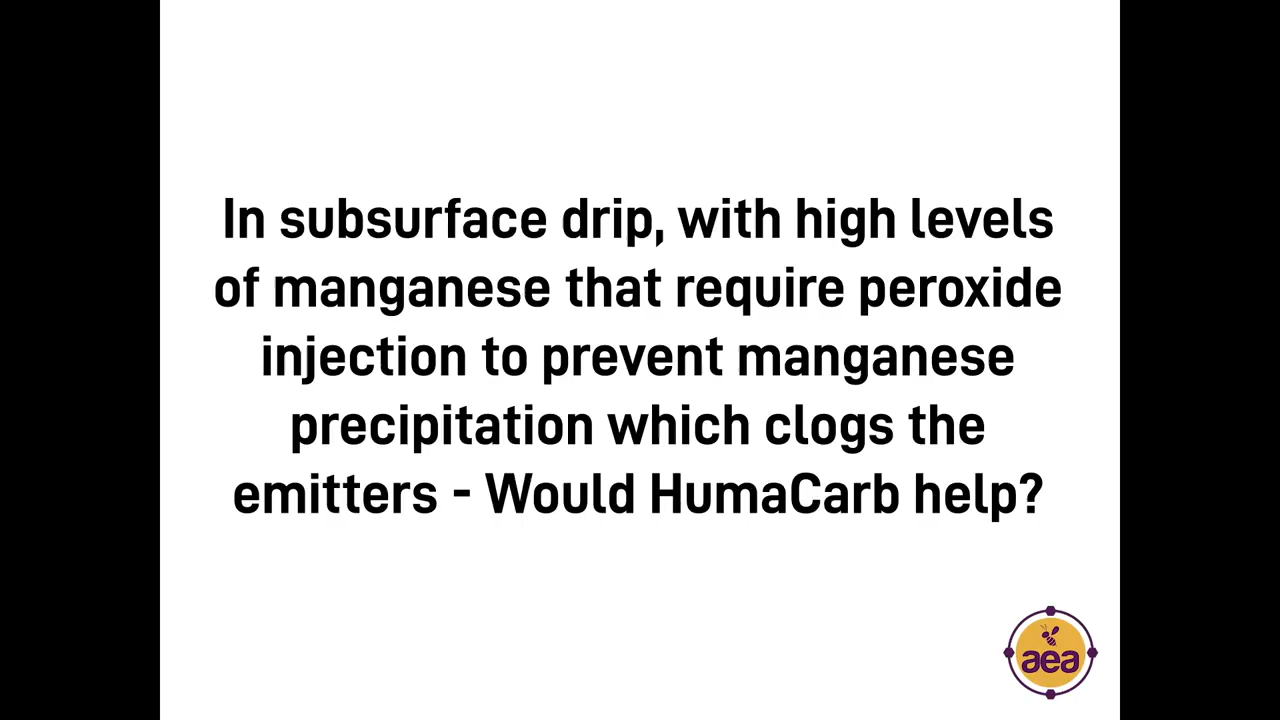 In subsurface drip, with high levels
of manganese that require peroxide
injection to prevent manganese
precipitation which clogs the
emitters - Would HumaCarb help?
aea